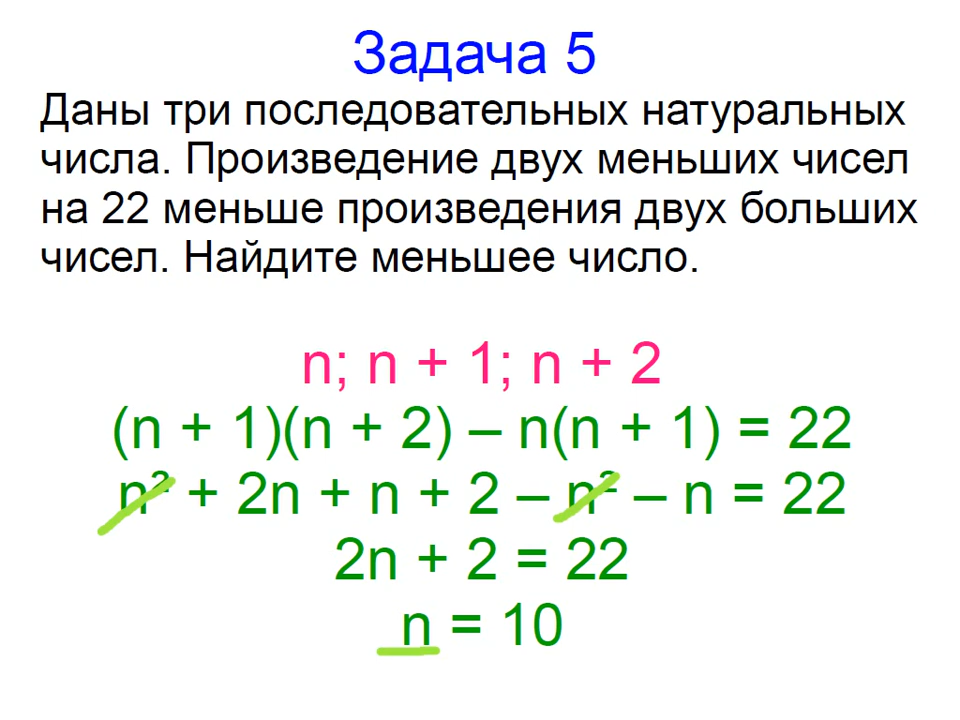 Задача 5
Даны три последовательных натуральных
числа. Произведение двух меньших чисел
на 22 меньше произведения двух больших
чисел. Найдите меньшее число.
n; n + 1; n + 2
(n + 1)(n + 2) – n(n + 1) = 22
n² + 2n + n + 2 – n² – n = 22
2n + 2 = 22
n = 10